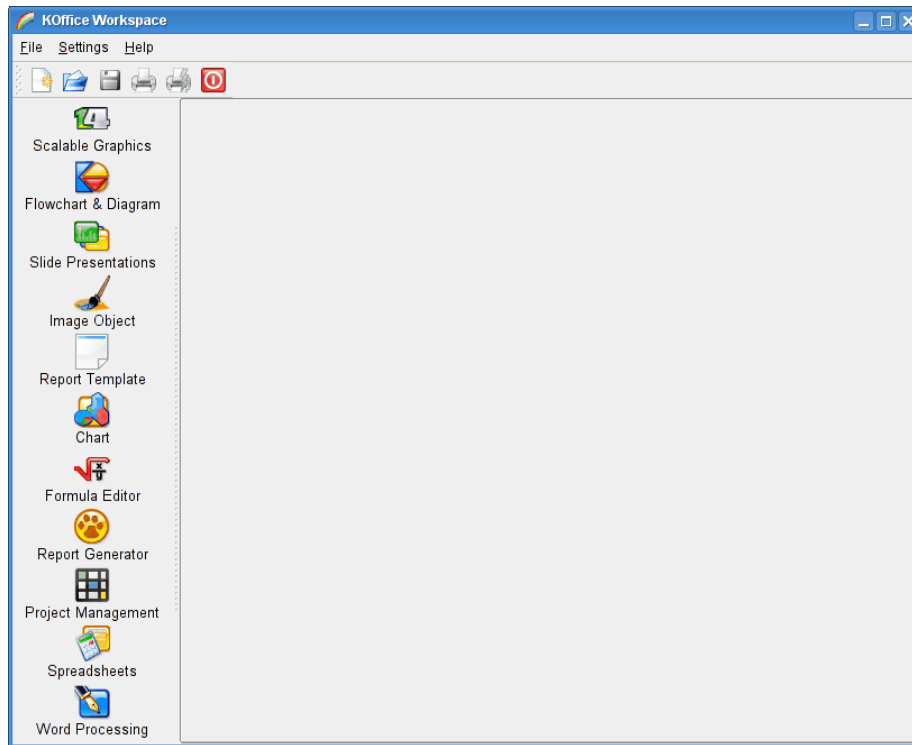 KOffice Workspace
File Settings Help
Scalable Graphics
Flowchart & Diagram
Slide Presentations
Image Object
Report Template
Chart
Formula Editor
Report Generator
Project Management
Spreadsheets
Word Processing